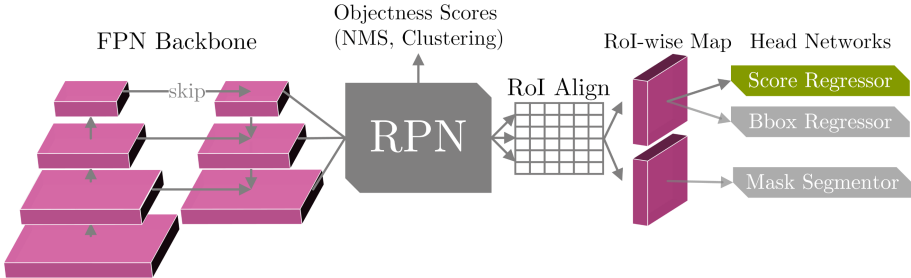 Objectness Scores
(NMS, Clustering)
FPN Backbone
RoI-wise Map
Head Networks
skip
RoI Align
RPN
Score Regressor
Bbox Regressor
Mask Segmentor